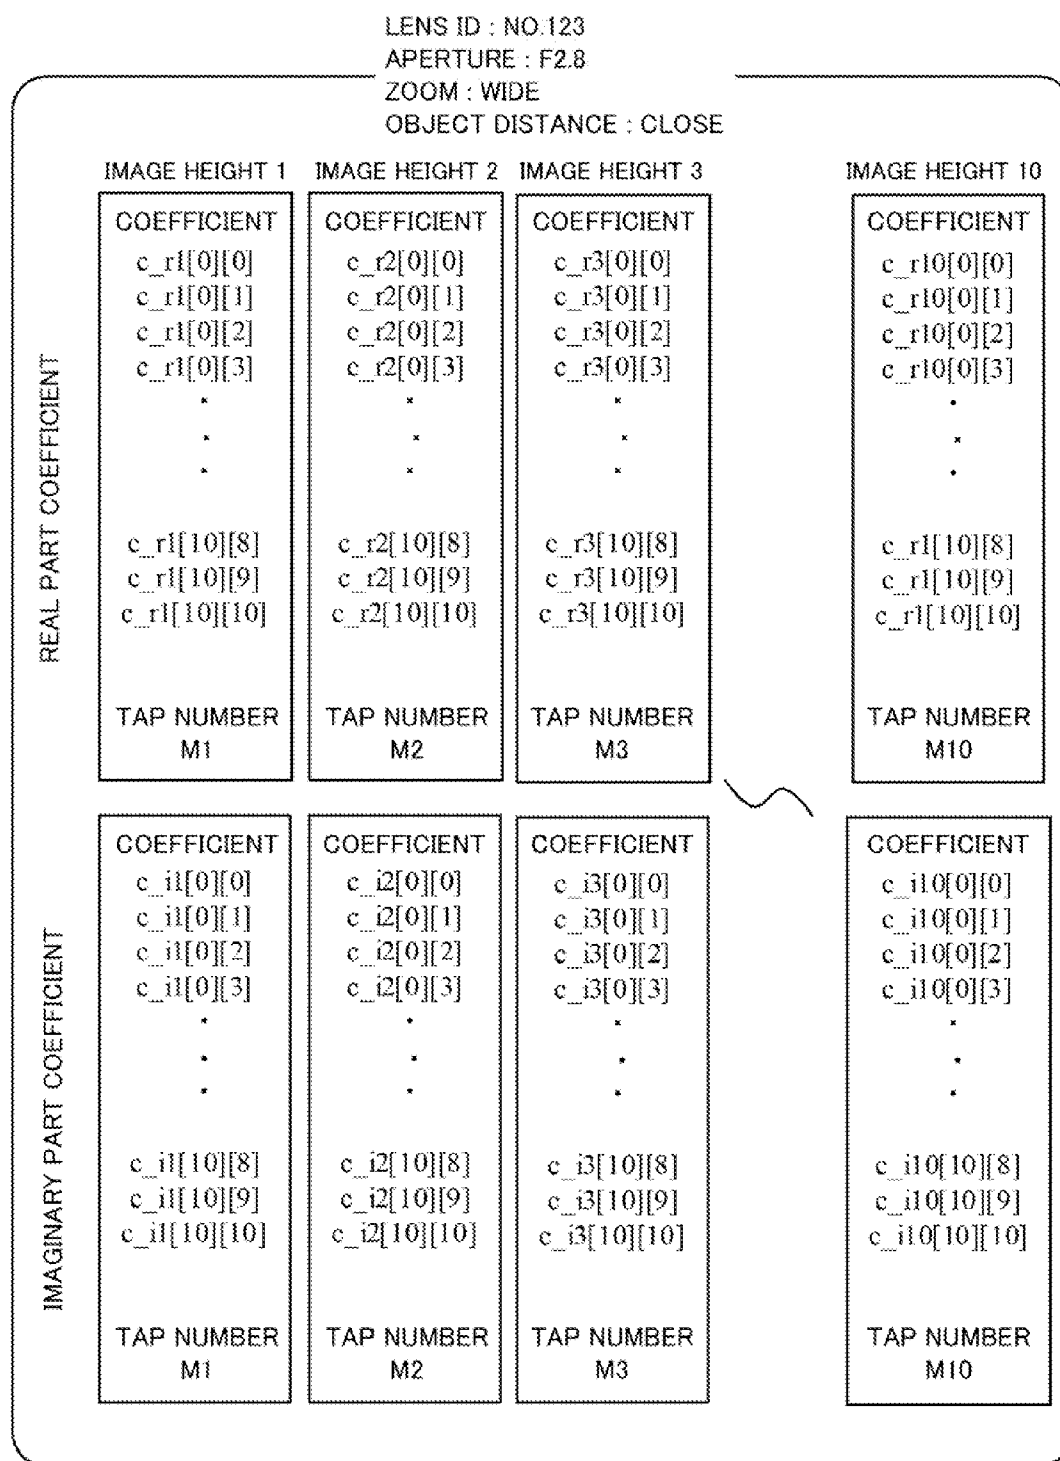 LENS ID : NO.123
APERTURE : F2.8
ZOOM : WIDE
OBJECT DISTANCE : CLOSE
IMAGE HEIGHT 1 IMAGE HEIGHT 2 IMAGE HEIGHT 3 IMAGE HEIGHT 10
REAL PART COEFFICIENT
COEFFICIENT COEFFICIENT COEFFICIENT COEFFICIENT
c_r1[0][0] c_r2[0][0] c_r3[0][0] c_r10[0][0]
c_r1[0][1] c_r2[0][1] c_r3[0][1] c_r10[0][1]
c_r1[0][2] c_r2[0][2] c_r3[0][2] c_r10[0][2]
c_r1[0][3] c_r2[0][3] c_r3[0][3] c_r10[0][3]
c_r1[10][8] c_r2[10][8] c_r3[10][8] c_r1[10][8]
c_r1[10][9] c_r2[10][9] c_r3[10][9] c_r1[10][9]
c_r1[10][10] c_r2[10][10] c_r3[10][10] c_r1[10][10]
TAP NUMBER TAP NUMBER TAP NUMBER TAP NUMBER
M1 M2 M3 M10
IMAGINARY PART COEFFICIENT
COEFFICIENT COEFFICIENT COEFFICIENT COEFFICIENT
c_i1[0][0] c_i2[0][0] c_i3[0][0] c_i10[0][0]
c_i1[0][1] c_i2[0][1] c_i3[0][1] c_i10[0][1]
c_i1[0][2] c_i2[0][2] c_i3[0][2] c_i10[0][2]
c_i1[0][3] c_i2[0][3] c_i3[0][3] c_i10[0][3]
c_i1[10][8] c_i2[10][8] c_i3[10][8] c_i10[10][8]
c_i1[10][9] c_i2[10][9] c_i3[10][9] c_i10[10][9]
c_i1[10][10] c_i2[10][10] c_i3[10][10] c_i10[10][10]
TAP NUMBER TAP NUMBER TAP NUMBER TAP NUMBER
M1 M2 M3 M10